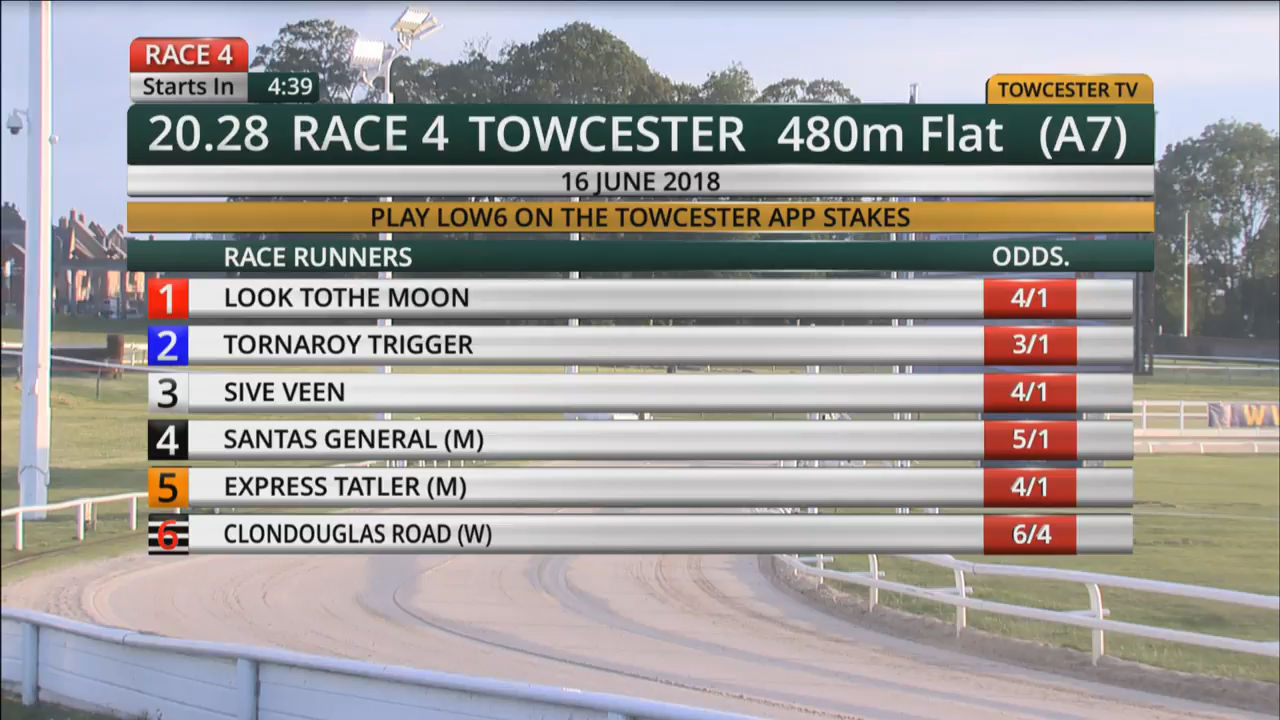 RACE 4
Starts In 4:39
TOWCESTER TV
20.28 RACE 4 TOWCESTER 480m Flat (A7)
16 JUNE 2018
PLAY LOW6 ON THE TOWCESTER APP STAKES
RACE RUNNERS ODDS.
1 LOOK TOTHE MOON 4/1
2 TORNAROY TRIGGER 3/1
3 SIVE VEEN 4/1
4 SANTAS GENERAL (M) 5/1
5 EXPRESS TATLER (M) 4/1
6 CLONDOUGLAS ROAD (W) 6/4